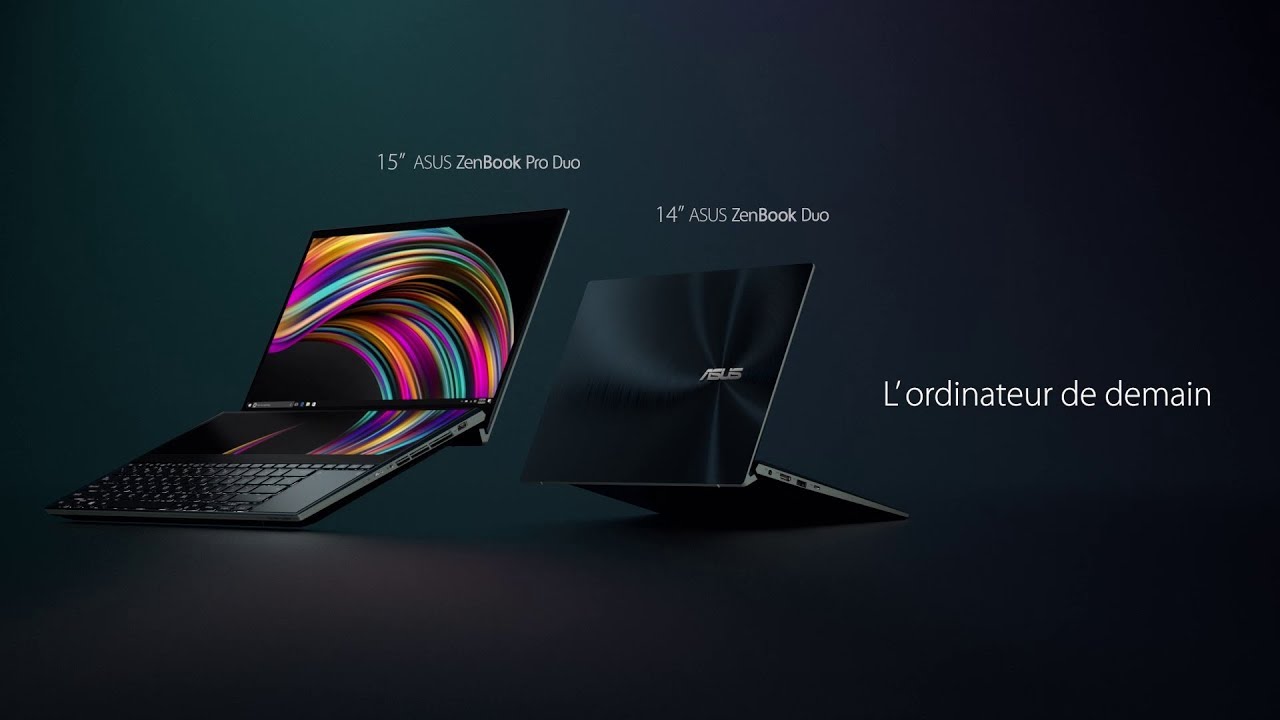 15” ASUS ZenBook Pro Duo
14” ASUS ZenBook Duo
ASUS
L’ordinateur de demain